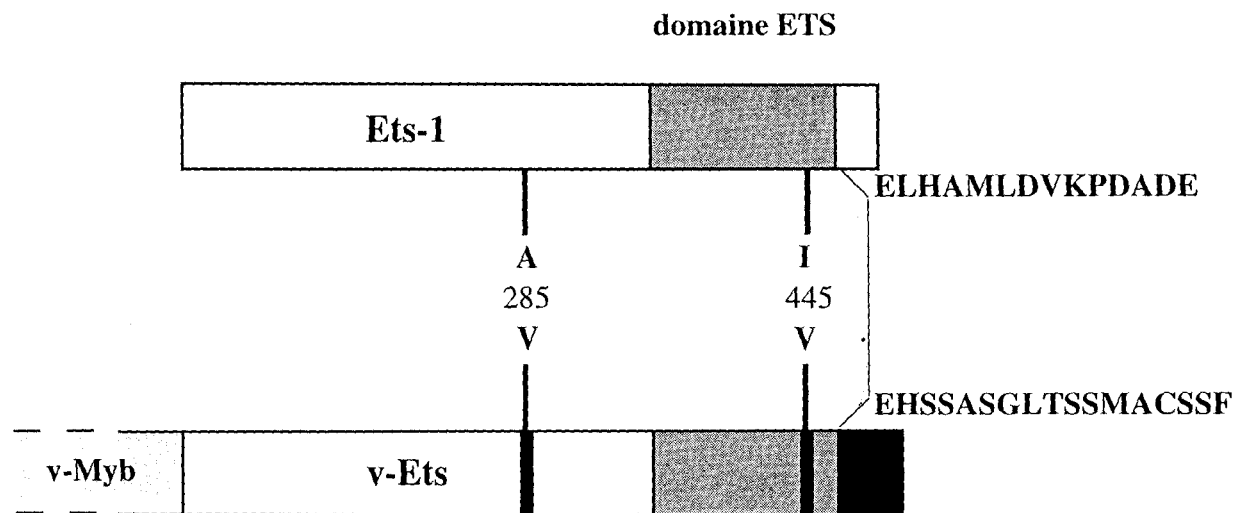 domaine ETS
Ets-1
ELHAMLDVKPDADE
A
285
V
I
445
V
EHSSASGLTSSMACSSF
v-Myb
v-Ets